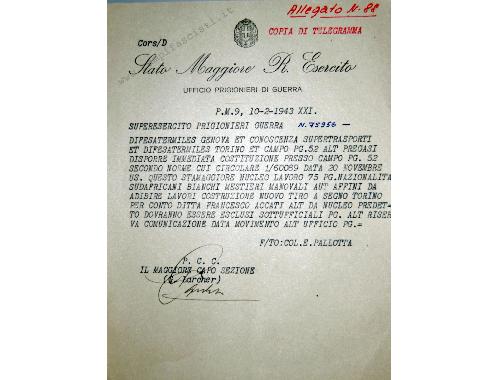 Allegato N. 88
COPIA DI TELEGRAMMA
Cors/D
Stato Maggiore R. Esercito
UFFICIO PRIGIONIERI DI GUERRA
P.M.9, 10-2-1943 XXI.
SUPERESERCITO PRIGIONIERI GUERRA N.75956 —
DIFESATERMILES GENOVA ET CONOSCENZA SUPERTRASPORTI
ET DIFESATERMILES TORINO ET CAMPO PG.52 ALT PREGASI
DISPORRE IMMEDIATA COSTITUZIONE PRESSO CAMPO PG. 52
SECONDO NORME CUI CIRCOLARE 1/60089 DATA 20 NOVEMBRE
US. QUESTO STAMAGGIORE NUCLEO LAVORO 75 PG.NAZIONALITA
SUDAFRICANI BIANCHI MESTIERI MANOVALI AUT AFFINI DA
ADIBIRE LAVORI COSTRUZIONE NUOVO TIRO A SEGNO TORINO
PER CONTO DITTA FRANCESCO ACCATI ALT DA NUCLEO PREDET-
TO DOVRANNO ESSERE ESCLUSI SOTTUFFICIALI PG. ALT RISER
VA COMUNICAZIONE DATA MOVIMENTO ALT UFFICIO PG.=
F/TO:COL.E.PALLOTTA
P. C. C.
IL MAGGIORE CAPO SEZIONE
Larcher)